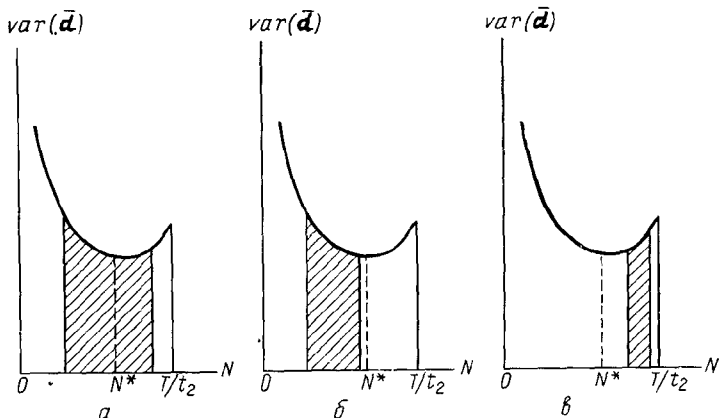 var(d̄) var(d̄) var(d̄)
0 N* T/t₂ N 0 N* T/t₂ N 0 N* T/t₂ N
а б в